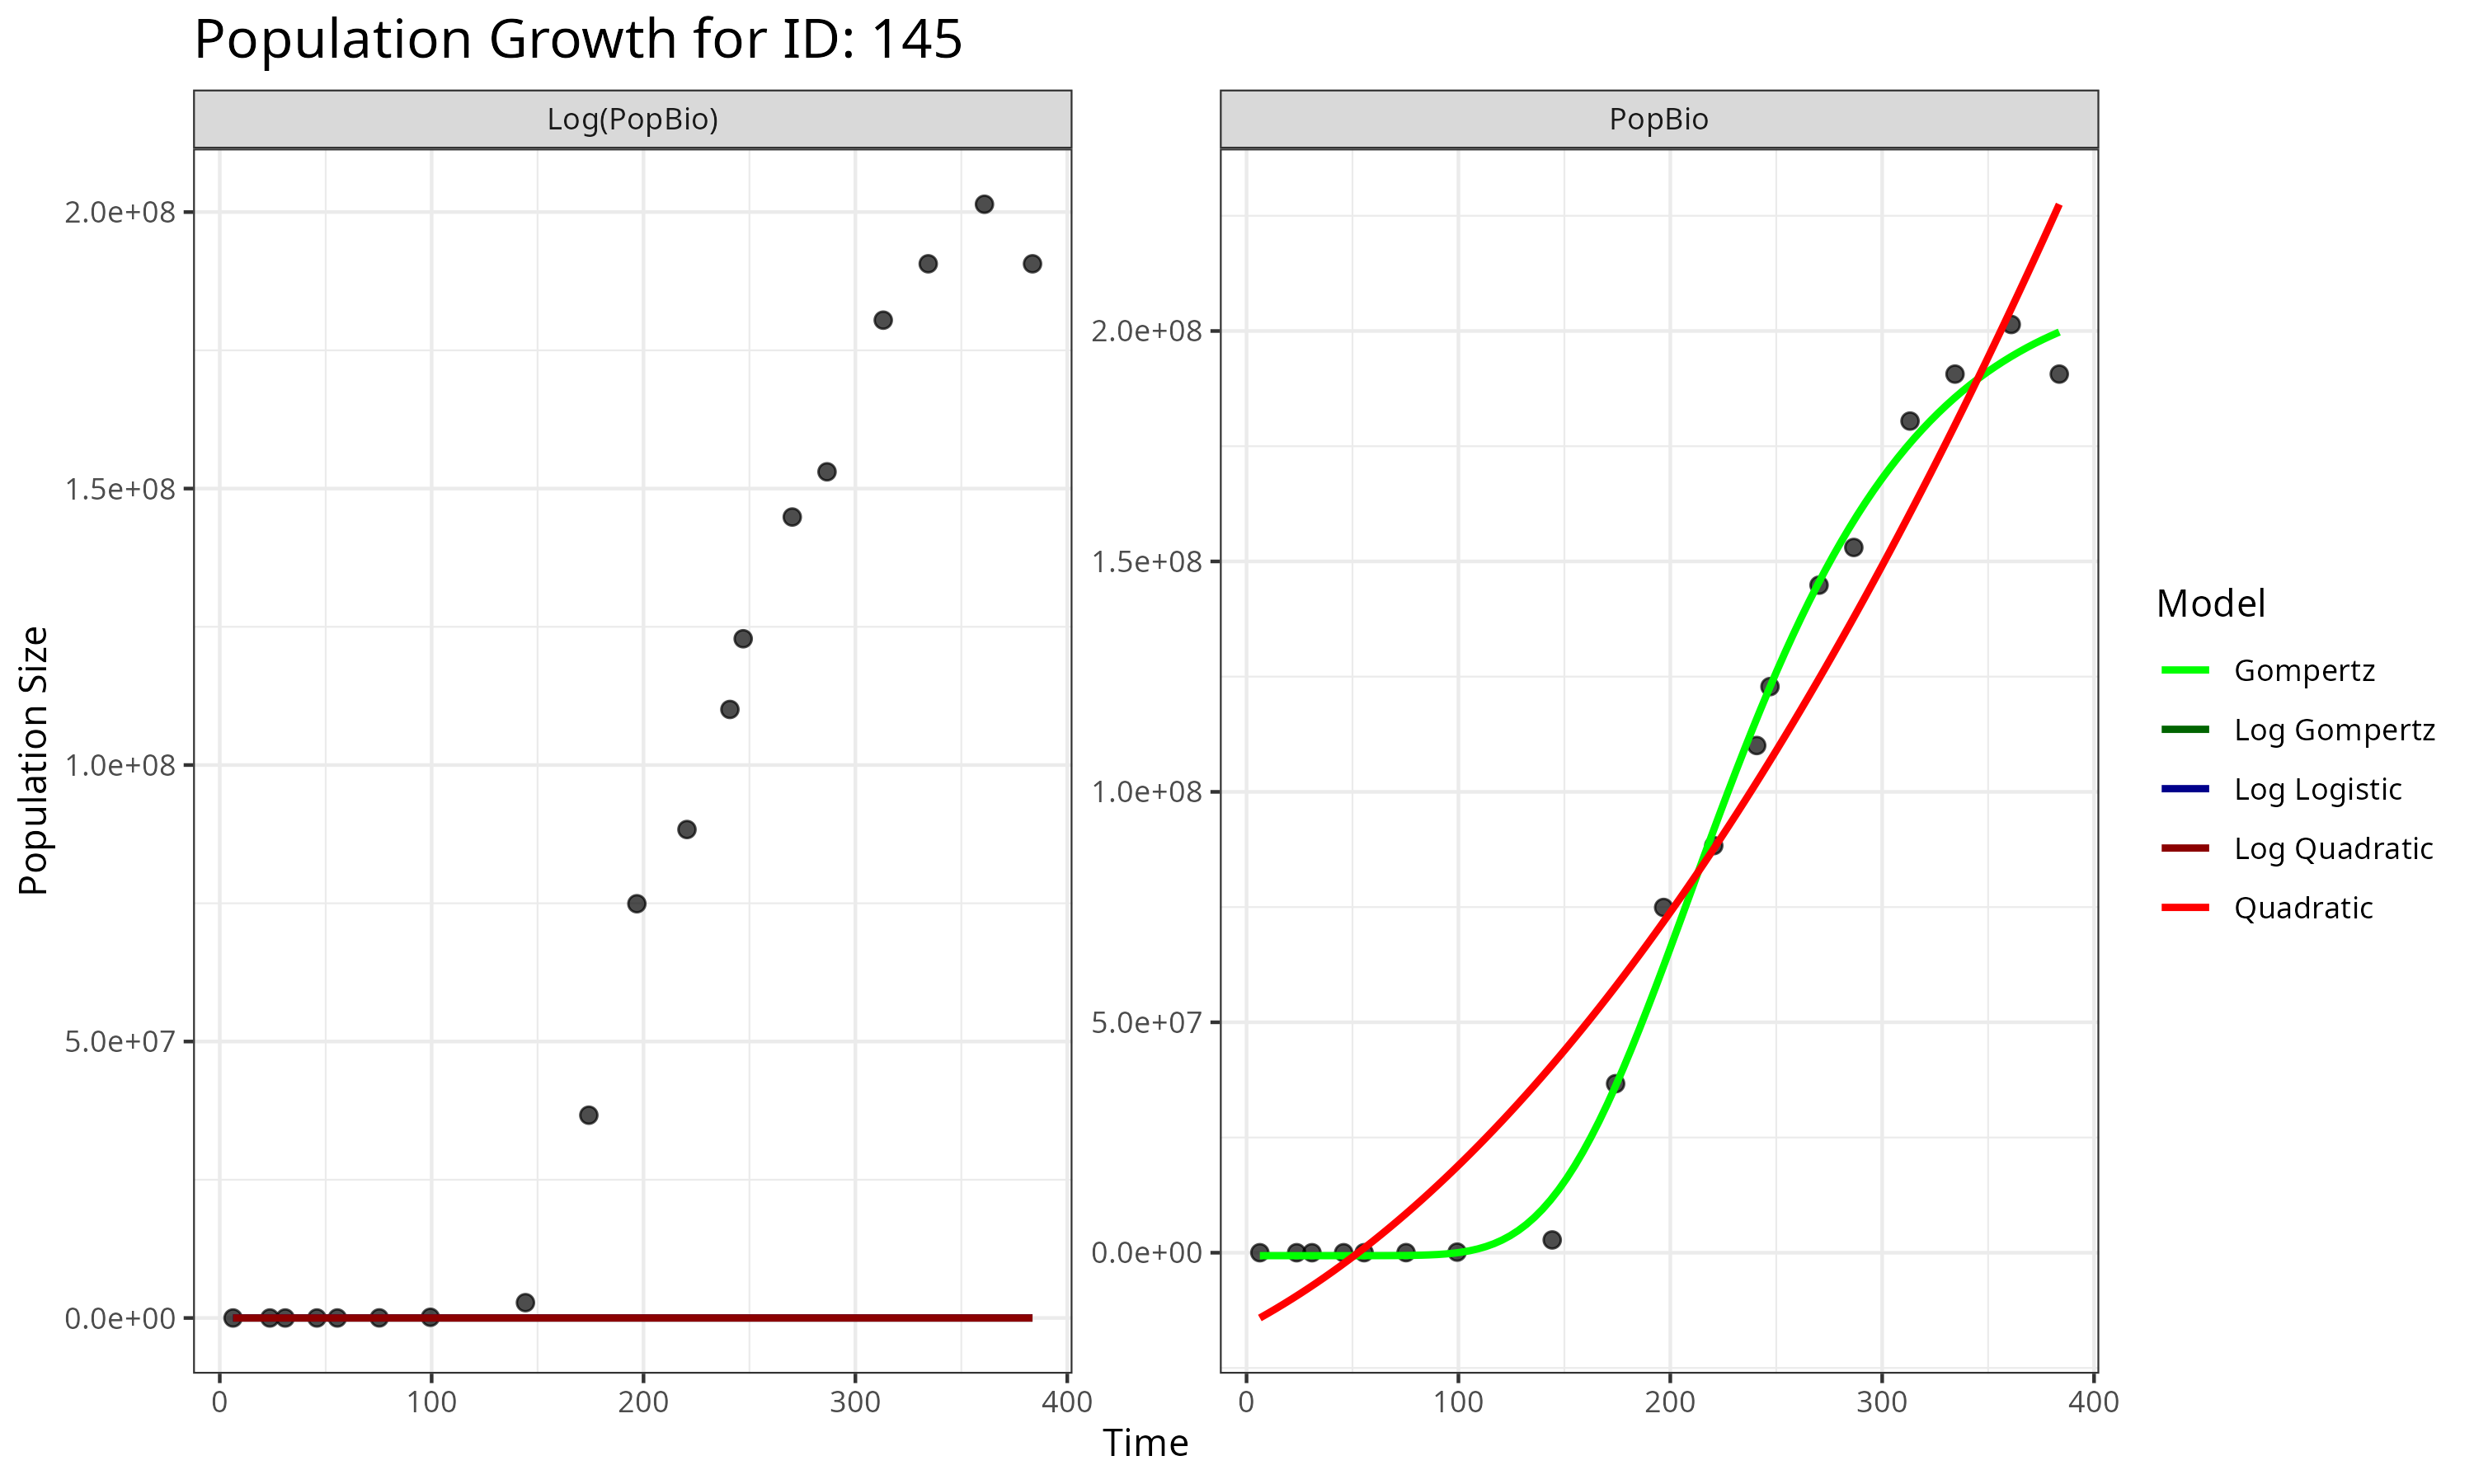 Population Growth for ID: 145
Log(PopBio)
PopBio
Population Size
2.0e+08
1.5e+08
1.0e+08
5.0e+07
0.0e+00
2.0e+08
1.5e+08
1.0e+08
5.0e+07
0.0e+00
0 100 200 300 400
0 100 200 300 400
Time
Model
Gompertz
Log Gompertz
Log Logistic
Log Quadratic
Quadratic